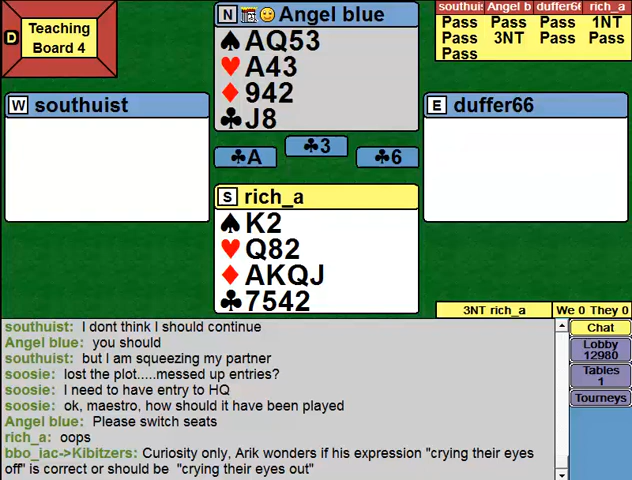 D
Teaching
Board 4
N Angel blue
♠AQ53
♥A43
♦942
♣J8
southuist Angel b duffer66 rich_a
Pass Pass Pass 1NT
Pass 3NT Pass Pass
Pass
W southuist
E duffer66
♣A
♣3
♣6
S rich_a
♠K2
♥Q82
♦AKQJ
♣7542
3NT rich_a
We 0 They 0
southuist: I dont think I should continue
Angel blue: you should
southuist: but I am squeezing my partner
soosie: lost the plot.....messed up entries?
soosie: I need to have entry to HQ
soosie: ok, maestro, how should it have been played
Angel blue: Please switch seats
rich_a: oops
bbo_iac->Kibitzers: Curiosity only, Arik wonders if his expression "crying their eyes
off" is correct or should be "crying their eyes out"
Chat
Lobby
12980
Tables
1
Tourneys